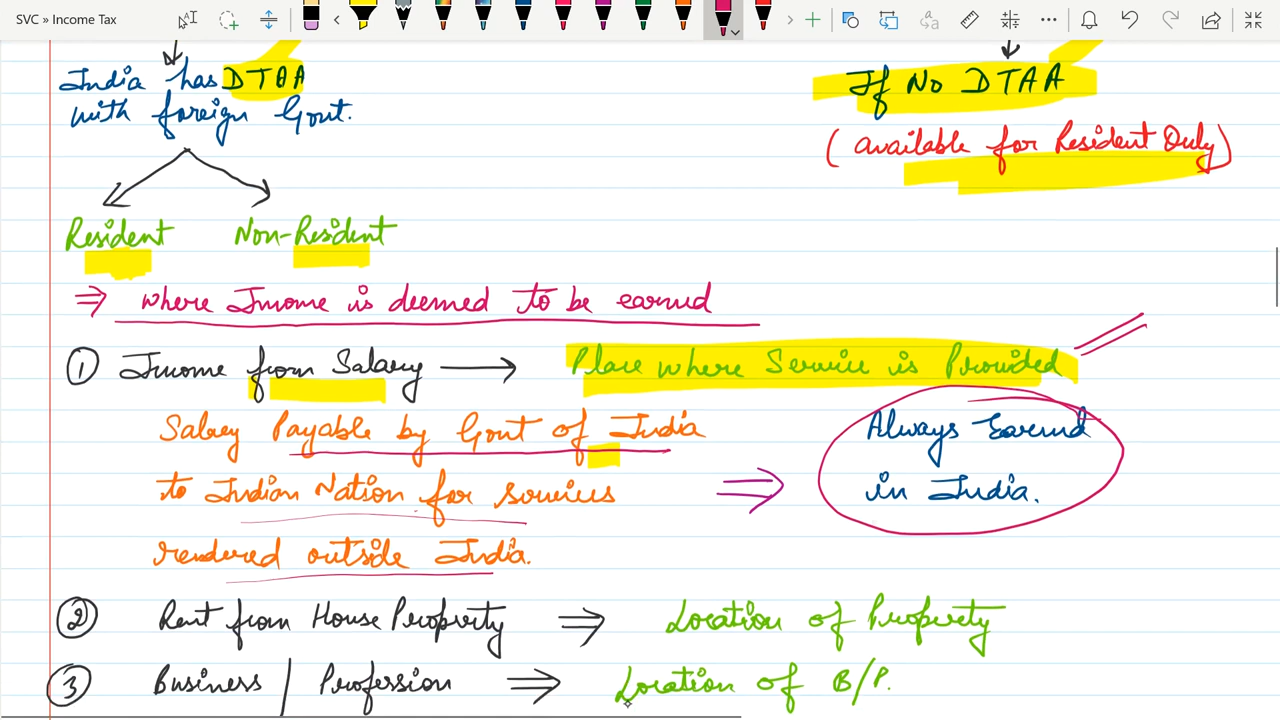 SVC » Income Tax
India has DTAA
with foreign Govt.
If No DTAA
(available for Resident Only)
Resident Non-Resident
⇒ Where Income is deemed to be earned
① Income from Salary → Place where Service is Provided
Salary Payable by Govt of India
to Indian Nation for services
rendered outside India.
⇒ Always Earned
in India.
② Rent from House Property ⇒ Location of Property
③ Business / Profession ⇒ Location of B/P.